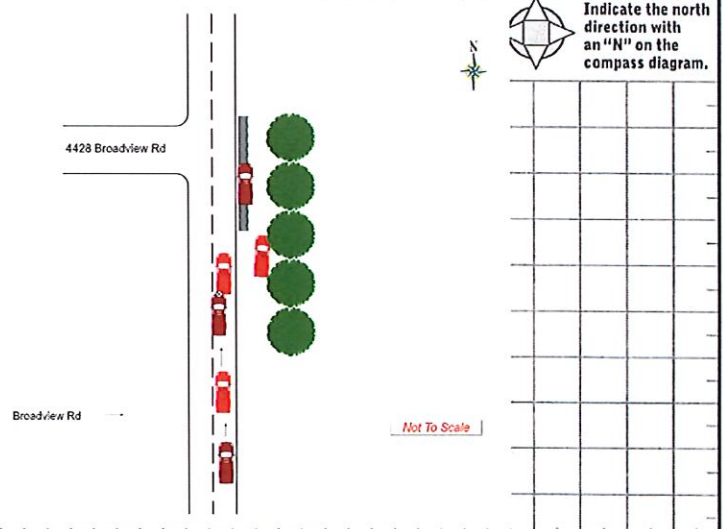 Indicate the north
direction with
an "N" on the
compass diagram.
N
4428 Broadview Rd
Broadview Rd
Not To Scale